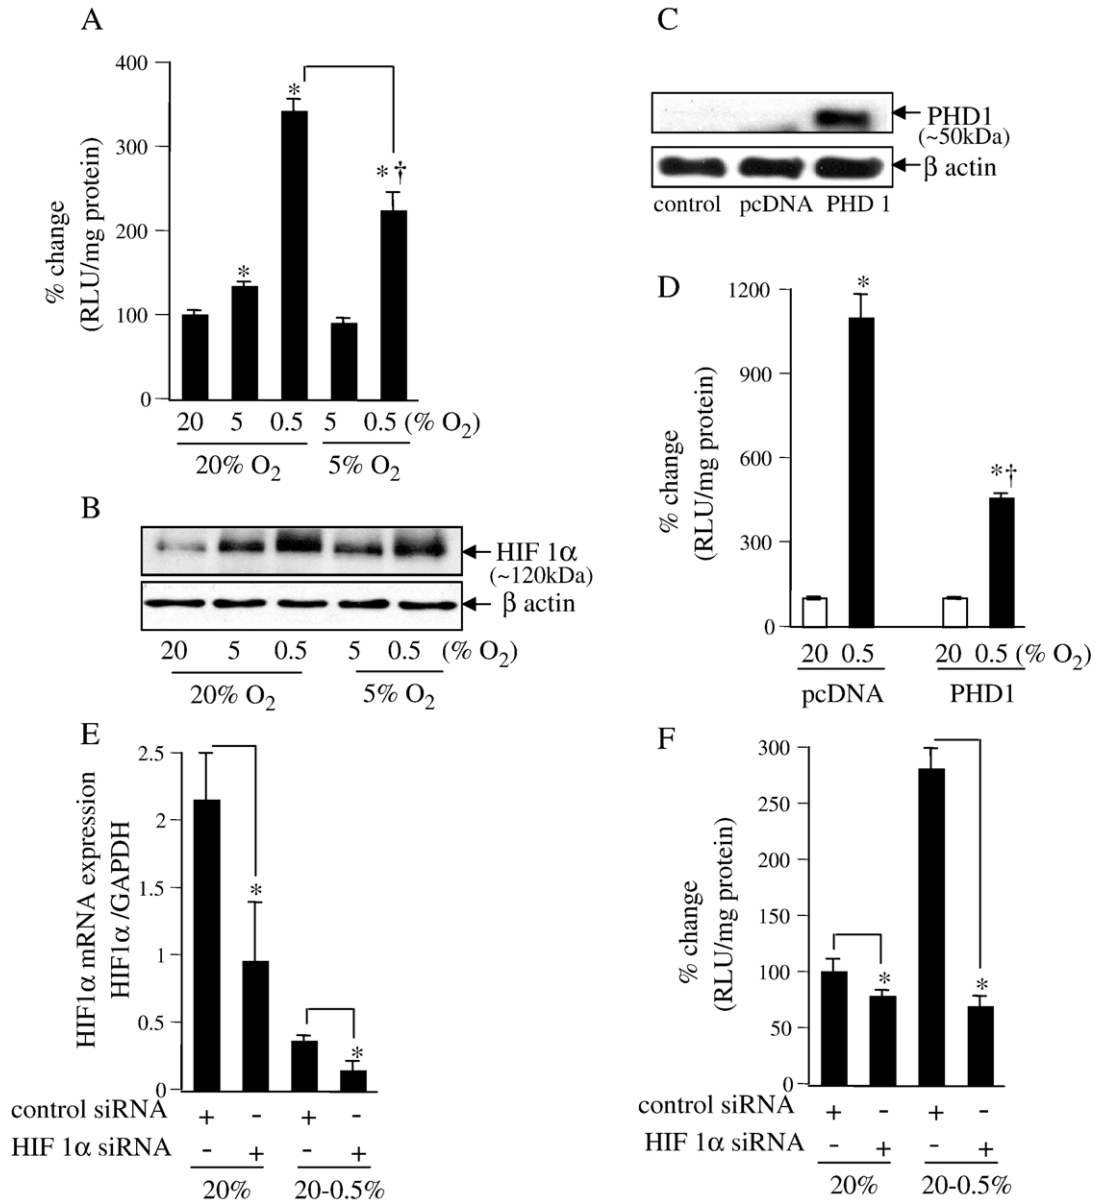 A
% change
(RLU/mg protein)
400
300
200
100
0
*
*
*†
20 5 0.5 5 0.5 (% O2)
20% O2 5% O2
B
HIF 1α
(~120kDa)
β actin
20 5 0.5 5 0.5 (% O2)
20% O2 5% O2
C
PHD1
(~50kDa)
β actin
control pcDNA PHD 1
D
% change
(RLU/mg protein)
1200
900
600
300
0
*
*†
20 0.5 20 0.5 (% O2)
pcDNA PHD1
E
HIF1α mRNA expression
HIF1α /GAPDH
2.5
2
1.5
1
0.5
0
*
*
control siRNA + - + -
HIF 1α siRNA - + - +
20% 20-0.5%
F
% change
(RLU/mg protein)
300
250
200
150
100
50
0
*
*
control siRNA + - + -
HIF 1α siRNA - + - +
20% 20-0.5%